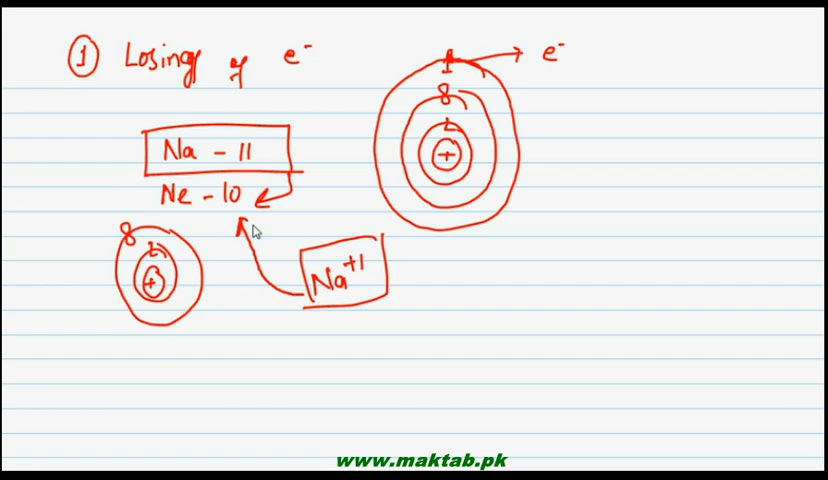 ① Losing of e⁻
1 → e⁻
8
2
+
Na - 11
Ne - 10
8
2
+
Na⁺¹
www.maktab.pk